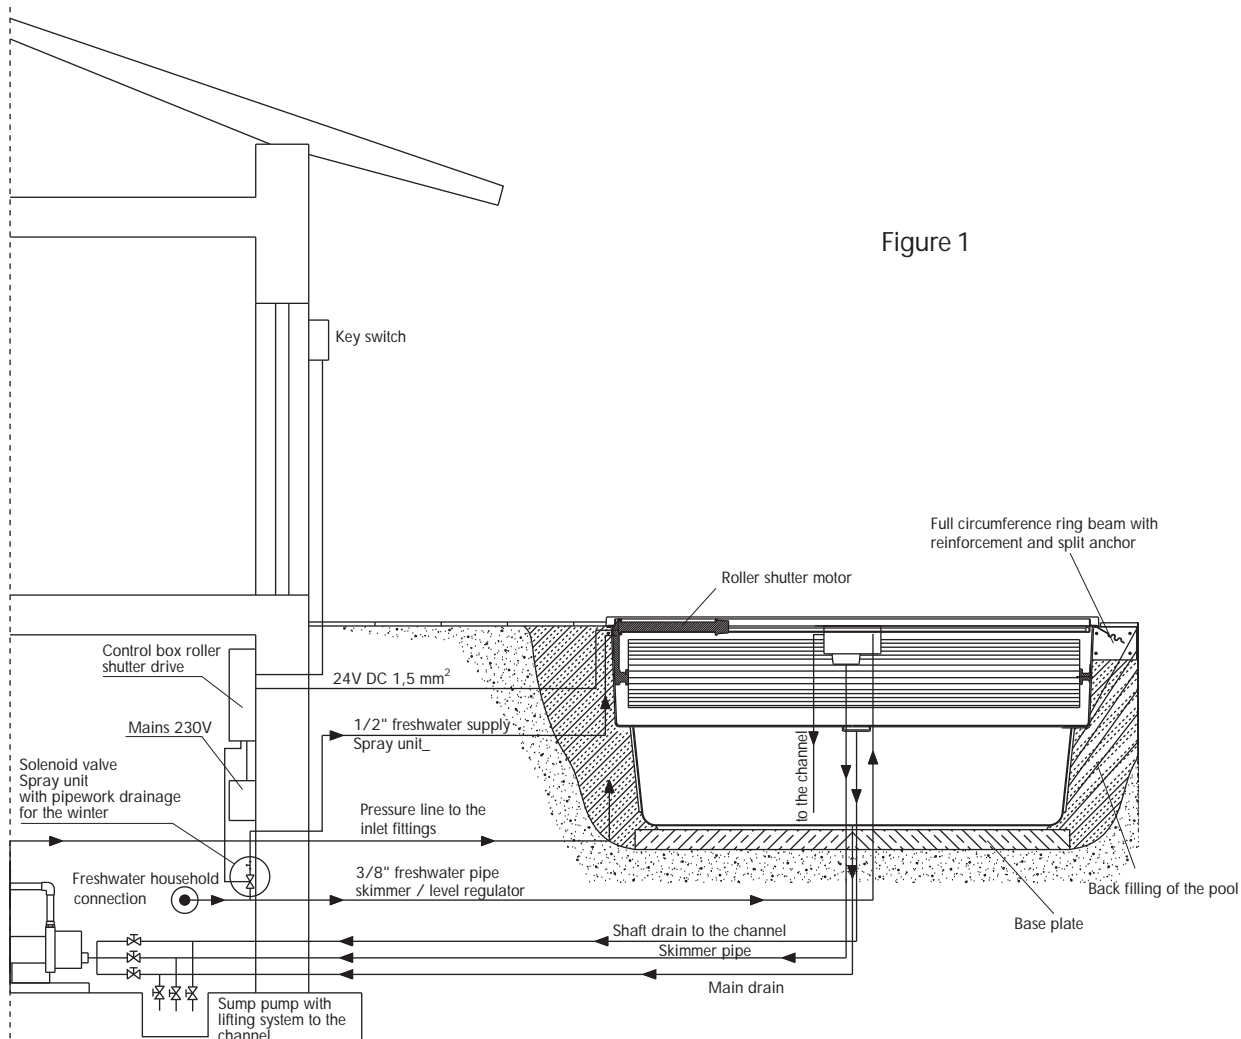 Figure 1
Key switch
Full circumference ring beam with
reinforcement and split anchor
Roller shutter motor
Control box roller
shutter drive
24V DC 1,5 mm²
Mains 230V
1/2" freshwater supply
Spray unit_
Solenoid valve
Spray unit
with pipework drainage
for the winter
to the channel
Pressure line to the
inlet fittings
Freshwater household
connection
3/8" freshwater pipe
skimmer / level regulator
Back filling of the pool
Base plate
Shaft drain to the channel
Skimmer pipe
Main drain
Sump pump with
lifting system to the
channel